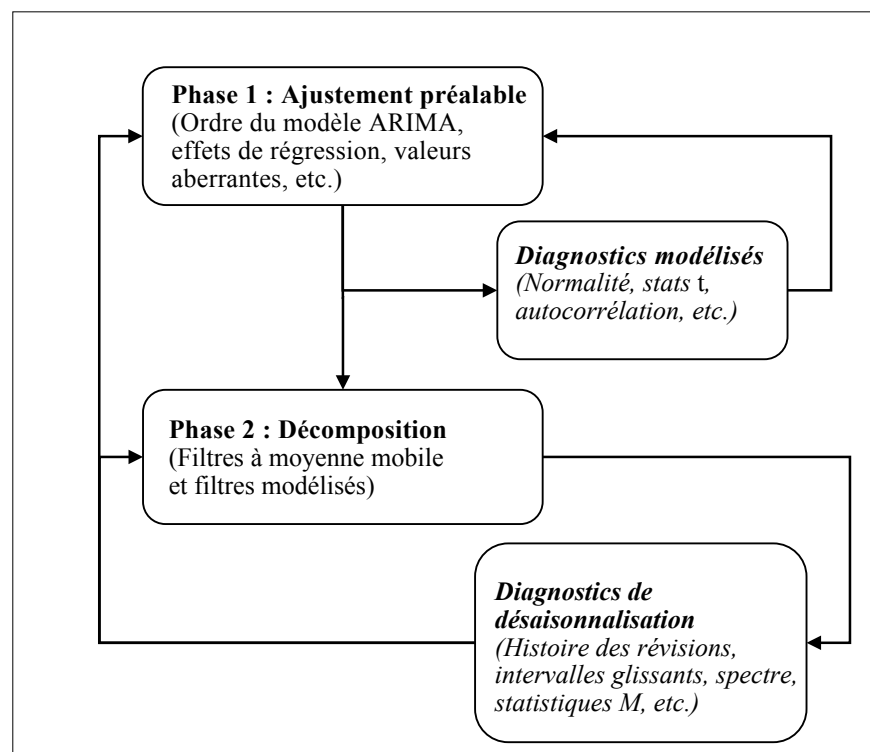 Phase 1 : Ajustement préalable
(Ordre du modèle ARIMA,
effets de régression, valeurs
aberrantes, etc.)
Diagnostics modélisés
(Normalité, stats t,
autocorrélation, etc.)
Phase 2 : Décomposition
(Filtres à moyenne mobile
et filtres modélisés)
Diagnostics de
désaisonnalisation
(Histoire des révisions,
intervalles glissants, spectre,
statistiques M, etc.)